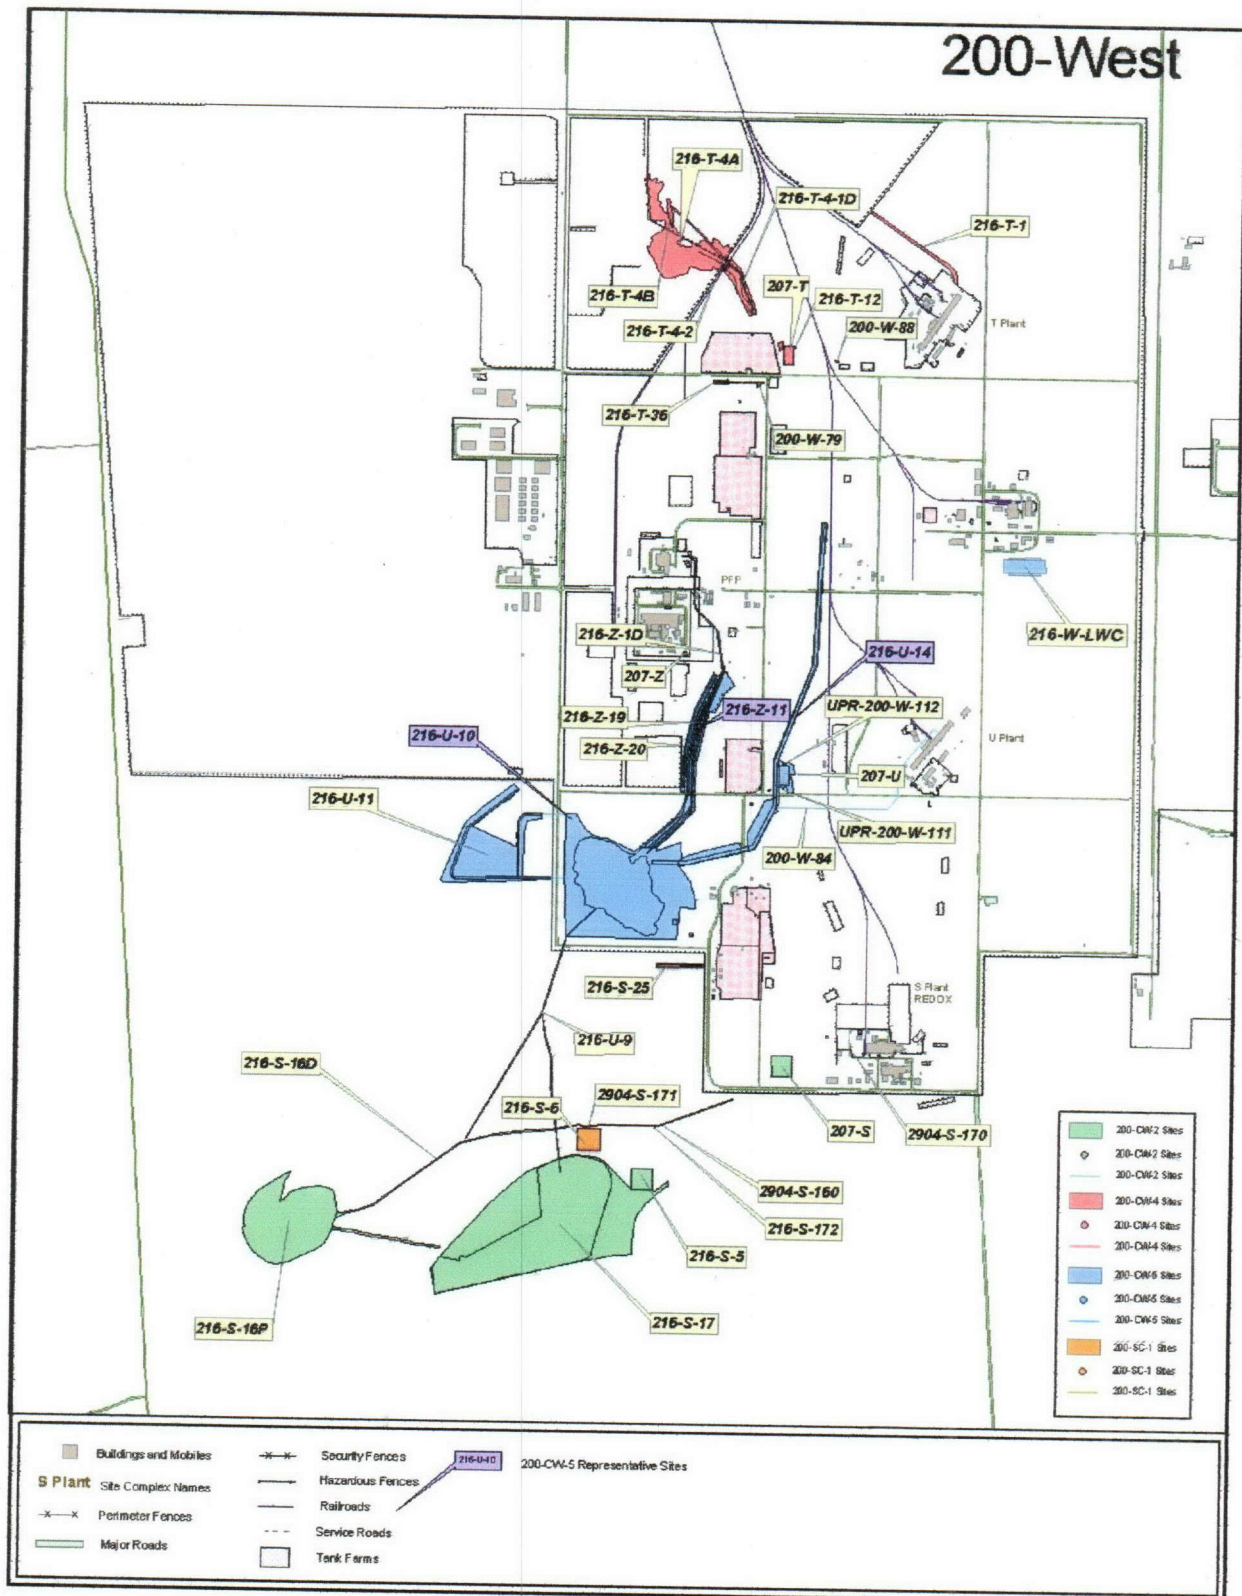 200-West
216-T-4A
216-T-4-1D
216-T-1
207-T
216-T-4B
216-T-12
216-T-4-2
200-W-88
T Plant
216-T-36
200-W-79
PFP
216-Z-1D
216-W-LWC
216-U-14
207-Z
216-Z-19
216-Z-11
UPR-200-W-112
216-U-10
216-Z-20
U Plant
207-U
216-U-11
UPR-200-W-111
200-W-84
216-S-25
S Plant
REDOX
216-U-9
216-S-16D
2904-S-171
216-S-6
207-S
2904-S-170
2904-S-160
216-S-172
216-S-5
216-S-16P
216-S-17
200-CW-2 Sites
200-CW-2 Sites
200-CW-2 Sites
200-CW-4 Sites
200-CW-4 Sites
200-CW-4 Sites
200-CW-5 Sites
200-CW-5 Sites
200-CW-5 Sites
200-SC-1 Sites
200-SC-1 Sites
200-SC-1 Sites
Buildings and Mobiles
S Plant Site Complex Names
Perimeter Fences
Major Roads
Security Fences
Hazardous Fences
Railroads
Service Roads
Tank Farms
216-U-10
200-CW-5 Representative Sites